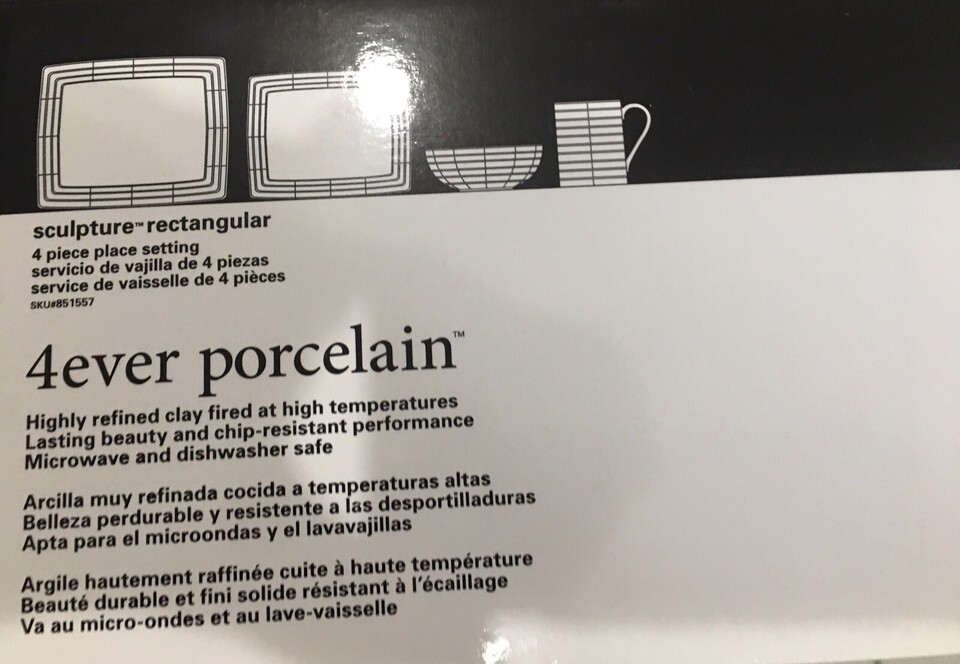 sculpture™ rectangular
4 piece place setting
servicio de vajilla de 4 piezas
service de vaisselle de 4 pièces
SKU#851557
4ever porcelain™
Highly refined clay fired at high temperatures
Lasting beauty and chip-resistant performance
Microwave and dishwasher safe
Arcilla muy refinada cocida a temperaturas altas
Belleza perdurable y resistente a las desportilladuras
Apta para el microondas y el lavavajillas
Argile hautement raffinée cuite à haute température
Beauté durable et fini solide résistant à l'écaillage
Va au micro-ondes et au lave-vaisselle